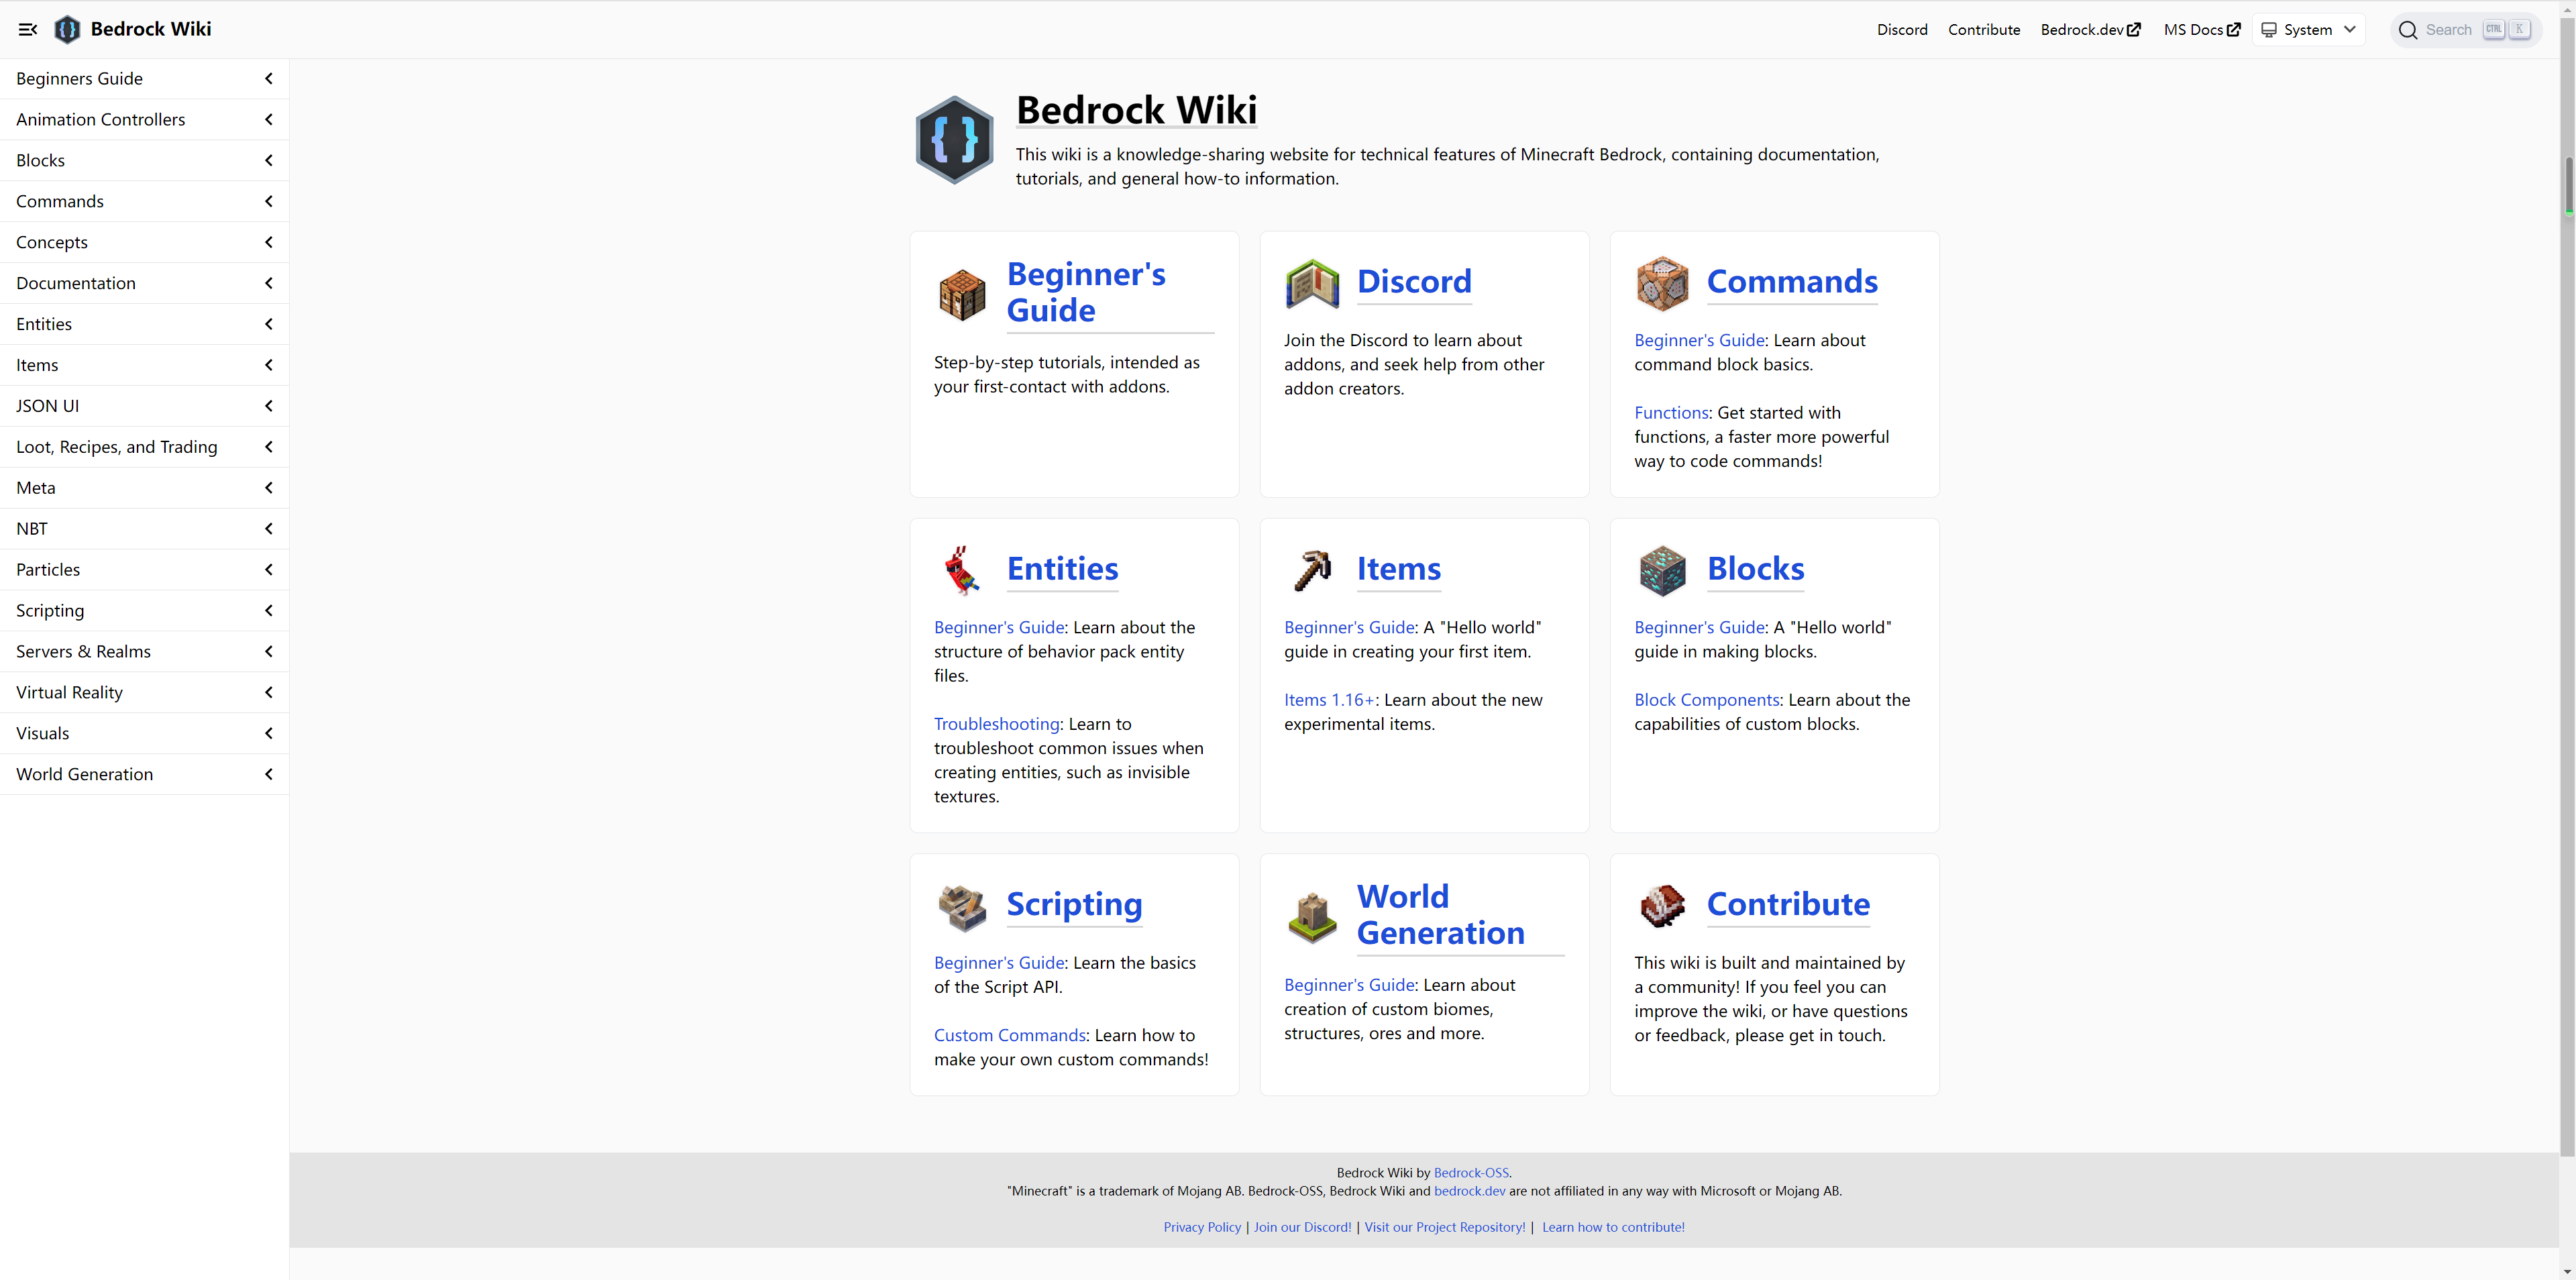 Bedrock Wiki
Discord
Contribute
Bedrock.dev
MS Docs
System
Search CTRL K
Beginners Guide
Animation Controllers
Blocks
Commands
Concepts
Documentation
Entities
Items
JSON UI
Loot, Recipes, and Trading
Meta
NBT
Particles
Scripting
Servers & Realms
Virtual Reality
Visuals
World Generation
Bedrock Wiki
This wiki is a knowledge-sharing website for technical features of Minecraft Bedrock, containing documentation,
tutorials, and general how-to information.
Beginner's
Guide
Step-by-step tutorials, intended as
your first-contact with addons.
Discord
Join the Discord to learn about
addons, and seek help from other
addon creators.
Commands
Beginner's Guide: Learn about
command block basics.
Functions: Get started with
functions, a faster more powerful
way to code commands!
Entities
Beginner's Guide: Learn about the
structure of behavior pack entity
files.
Troubleshooting: Learn to
troubleshoot common issues when
creating entities, such as invisible
textures.
Items
Beginner's Guide: A "Hello world"
guide in creating your first item.
Items 1.16+: Learn about the new
experimental items.
Blocks
Beginner's Guide: A "Hello world"
guide in making blocks.
Block Components: Learn about the
capabilities of custom blocks.
Scripting
Beginner's Guide: Learn the basics
of the Script API.
Custom Commands: Learn how to
make your own custom commands!
World
Generation
Beginner's Guide: Learn about
creation of custom biomes,
structures, ores and more.
Contribute
This wiki is built and maintained by
a community! If you feel you can
improve the wiki, or have questions
or feedback, please get in touch.
Bedrock Wiki by Bedrock-OSS.
"Minecraft" is a trademark of Mojang AB. Bedrock-OSS, Bedrock Wiki and bedrock.dev are not affiliated in any way with Microsoft or Mojang AB.
Privacy Policy | Join our Discord! | Visit our Project Repository! | Learn how to contribute!